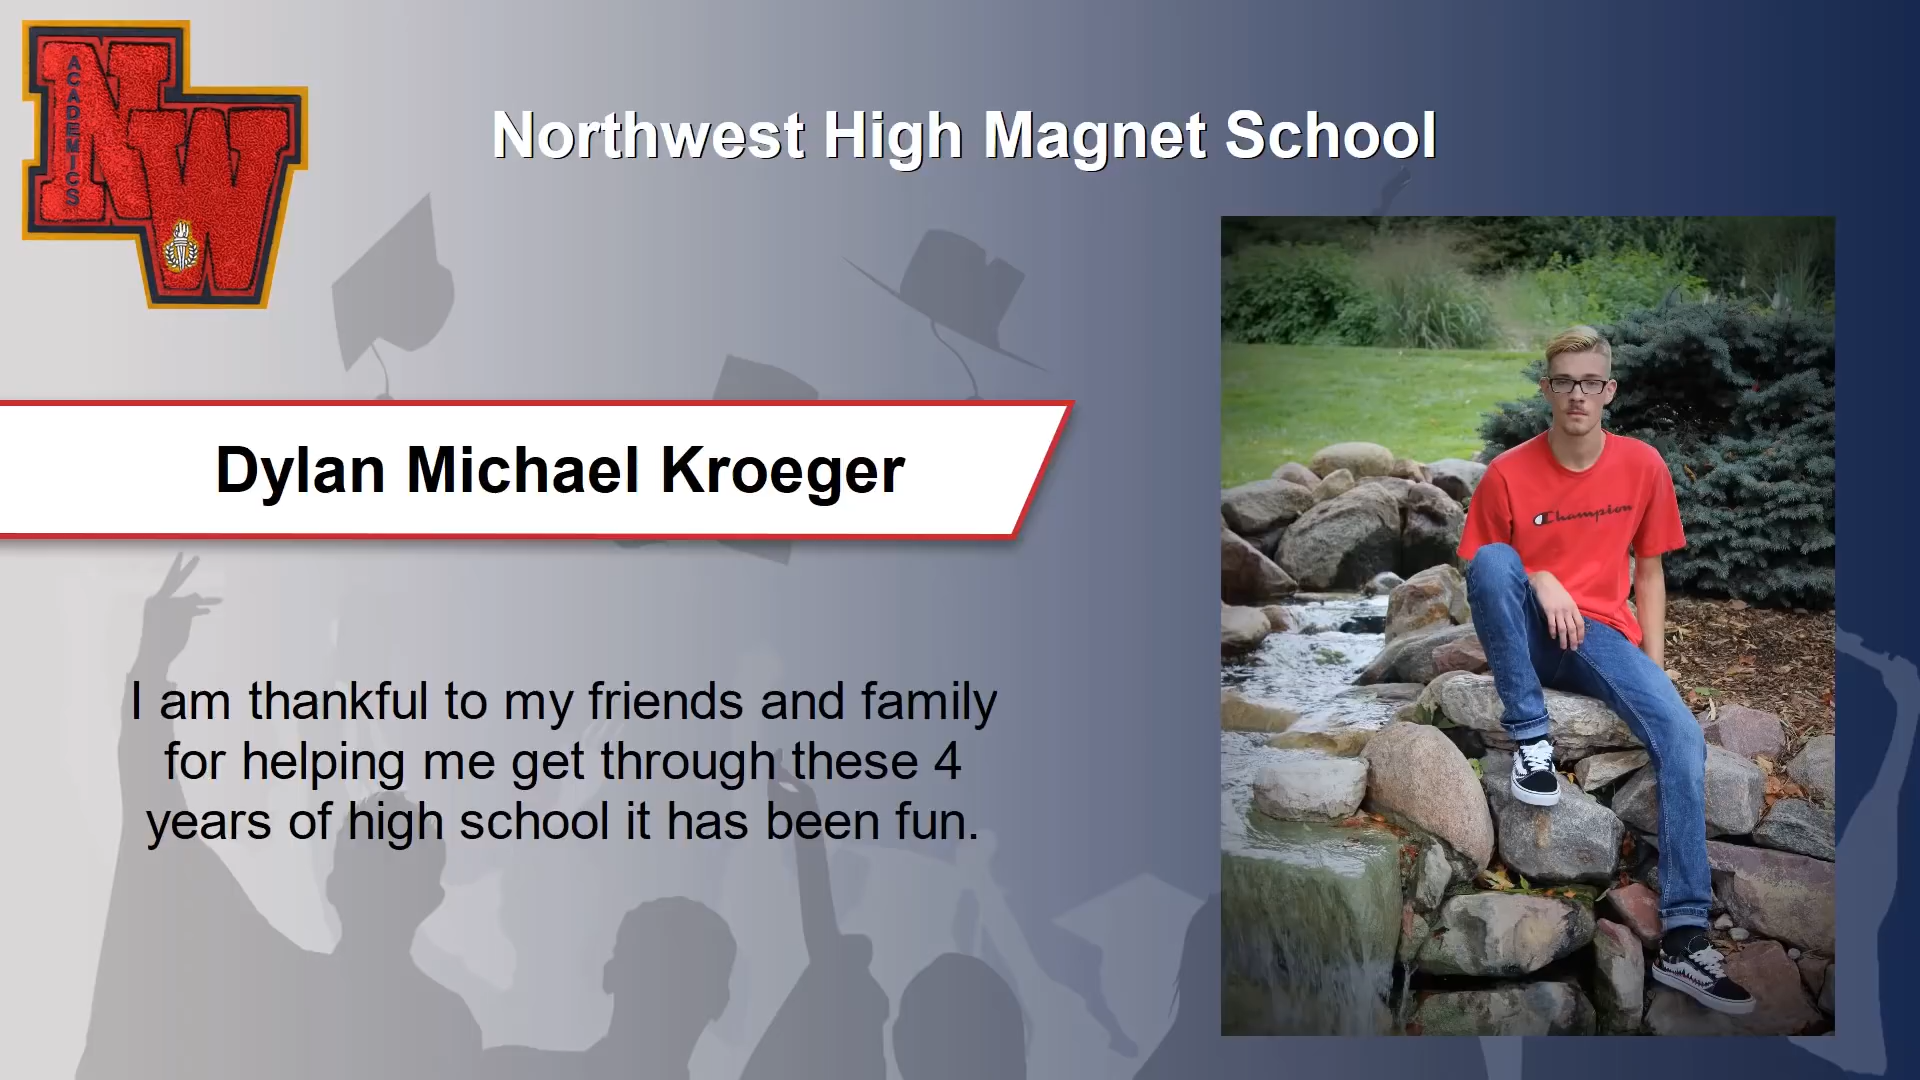 ACADEMICS
NW
Northwest High Magnet School
Dylan Michael Kroeger
Champion
I am thankful to my friends and family
for helping me get through these 4
years of high school it has been fun.